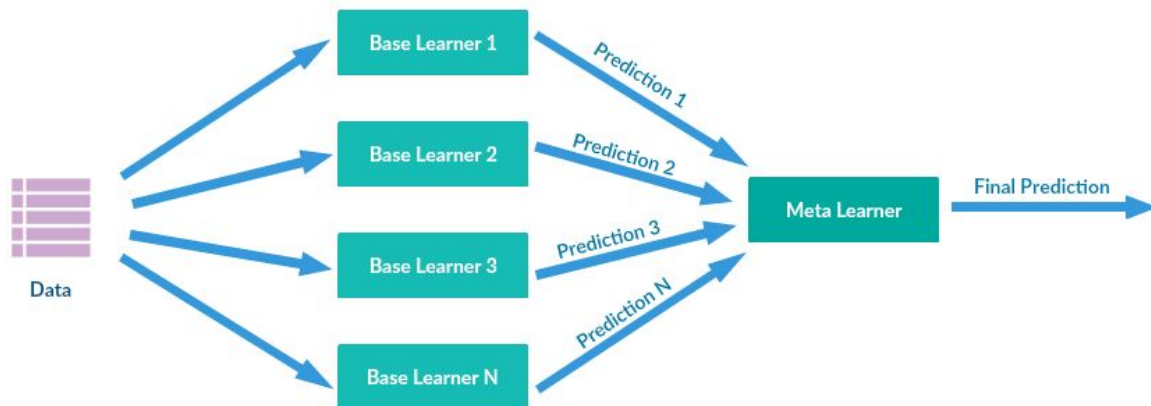 Data
Base Learner 1
Base Learner 2
Base Learner 3
Base Learner N
Prediction 1
Prediction 2
Prediction 3
Prediction N
Meta Learner
Final Prediction